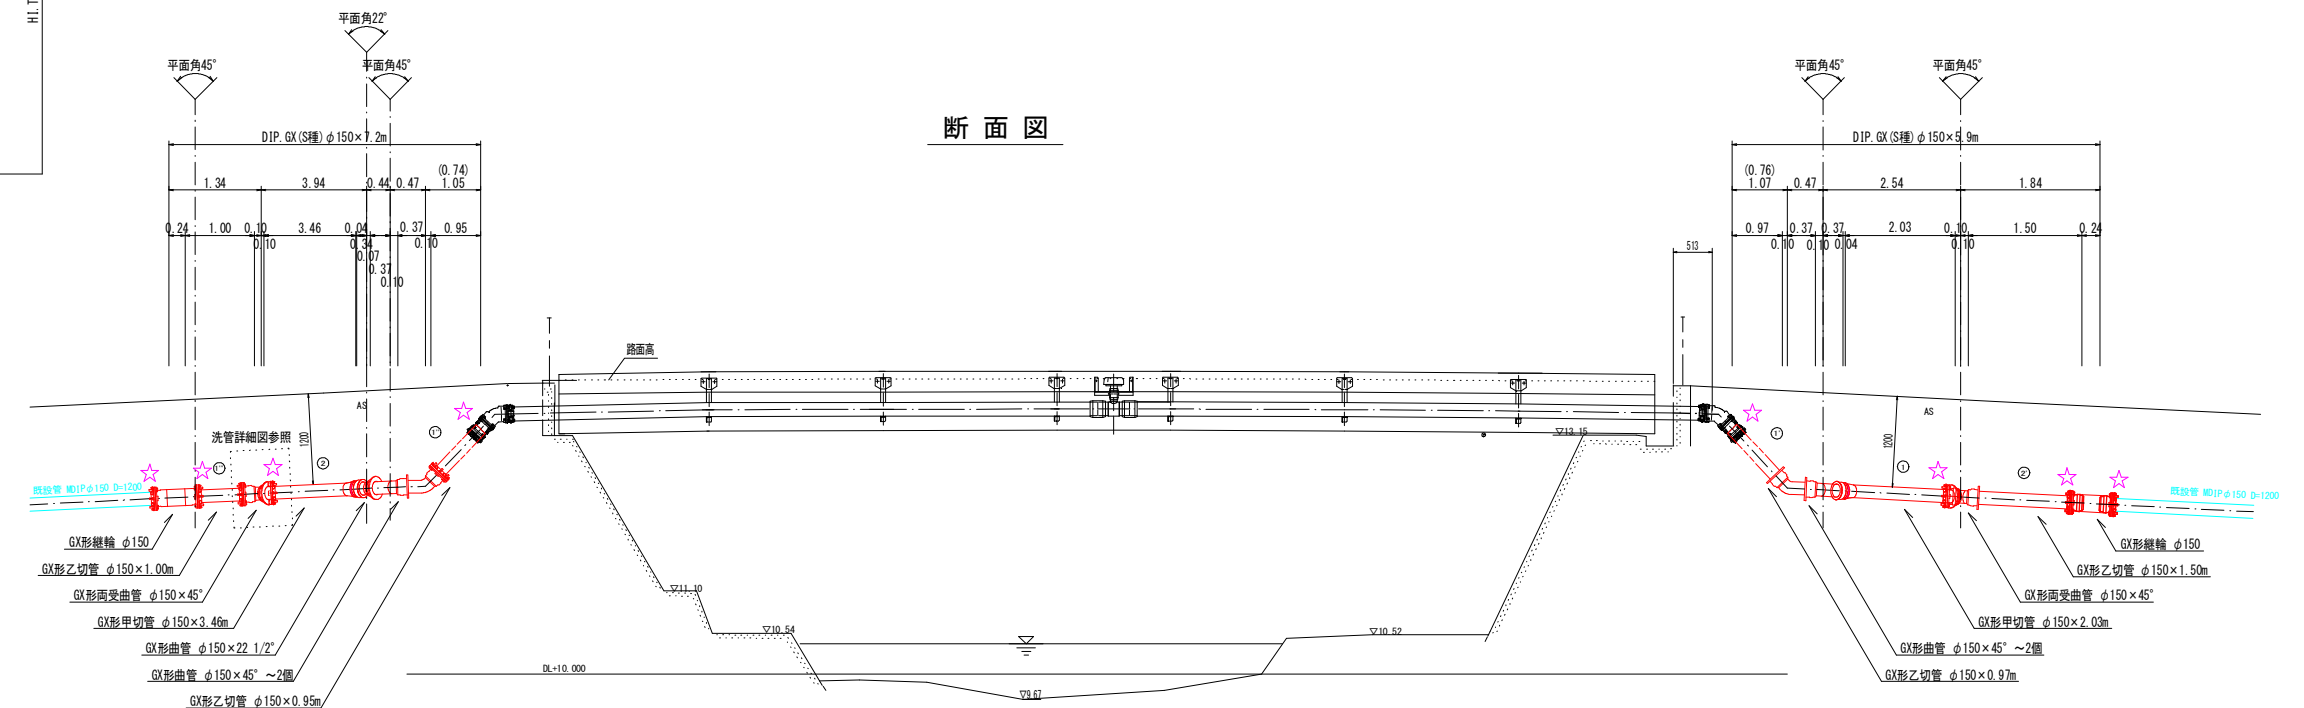 HI.T
平面角22°
平面角45°
平面角45°
平面角45°
平面角45°
断 面 図
DIP.GX(S種)φ150×7.2m
DIP.GX(S種)φ150×5.9m
(0.74)
1.34 3.94 0.44 0.47 1.05
(0.76)
1.07 0.47 2.54 1.84
0.24 1.00 0.10 3.46 0.04 0.37 0.95
0.10 0.34 0.10
0.07
0.37
0.10
0.97 0.37 0.37 2.03 0.10 1.50 0.24
0.10 0.10 0.04 0.10
513
路面高
AS
AS
1200
1200
洗管詳細図参照
②
①
既設管 MDIPφ150 D=1200
既設管 MDIPφ150 D=1200
▽13.15
▽11.10
▽10.54
▽10.52
DL+10.000
▽9.67
GX形継輪 φ150
GX形乙切管 φ150×1.00m
GX形両受曲管 φ150×45°
GX形甲切管 φ150×3.46m
GX形曲管 φ150×22 1/2°
GX形曲管 φ150×45° ～2個
GX形乙切管 φ150×0.95m
GX形継輪 φ150
GX形乙切管 φ150×1.50m
GX形両受曲管 φ150×45°
GX形甲切管 φ150×2.03m
GX形曲管 φ150×45° ～2個
GX形乙切管 φ150×0.97m